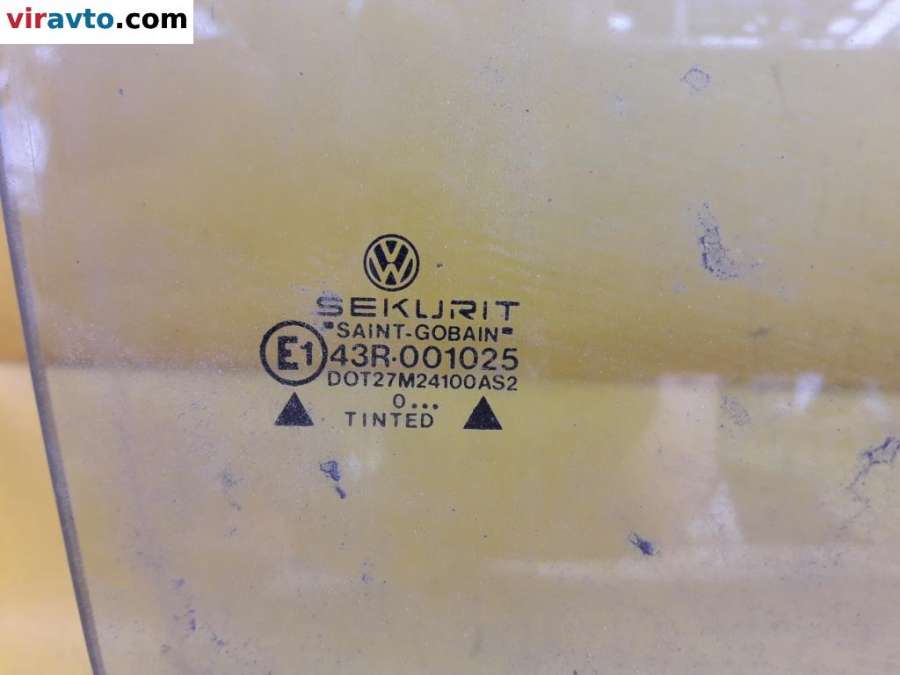 viravto.com
SEKURIT
"SAINT-GOBAIN"
E1 43R·001025
DOT27M24100AS2
0...
TINTED